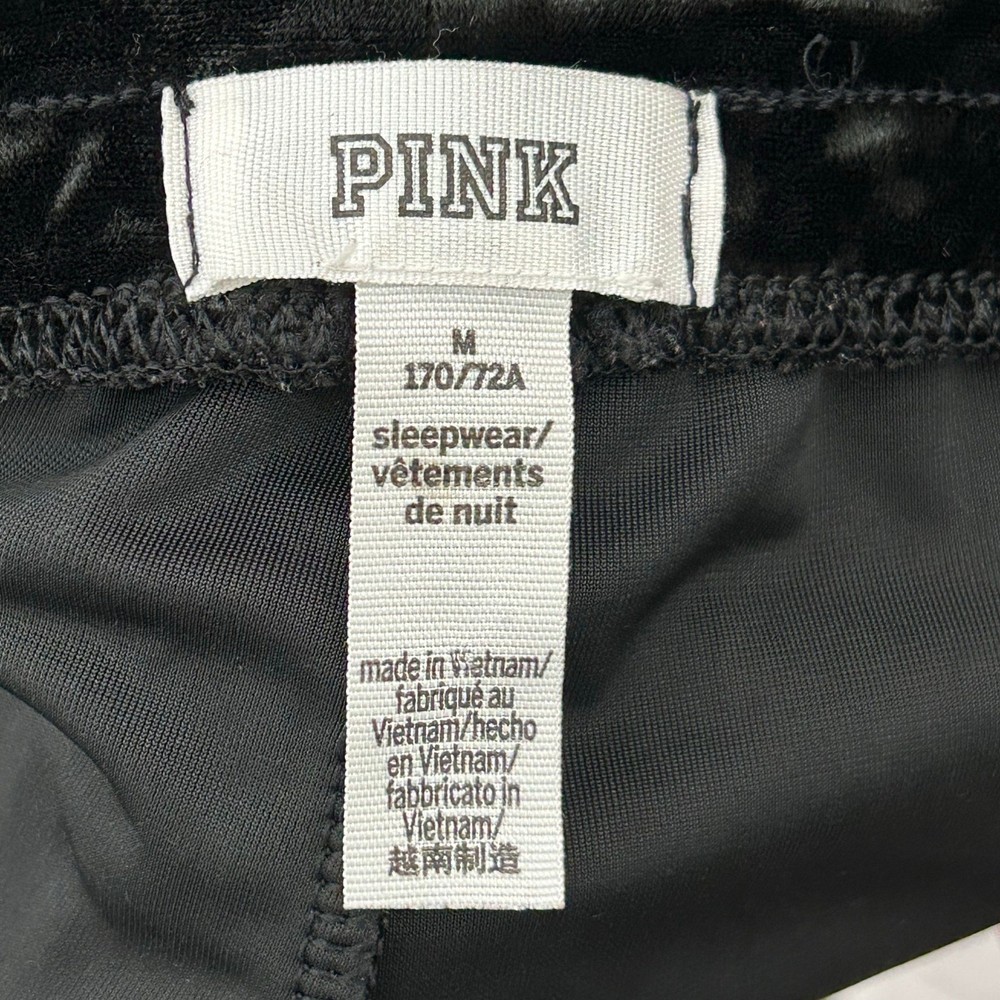 PINK
M
170/72A
sleepwear/
vêtements
de nuit
made in Vietnam/
fabriqué au
Vietnam/hecho
en Vietnam/
fabbricato in
Vietnam/
越南制造